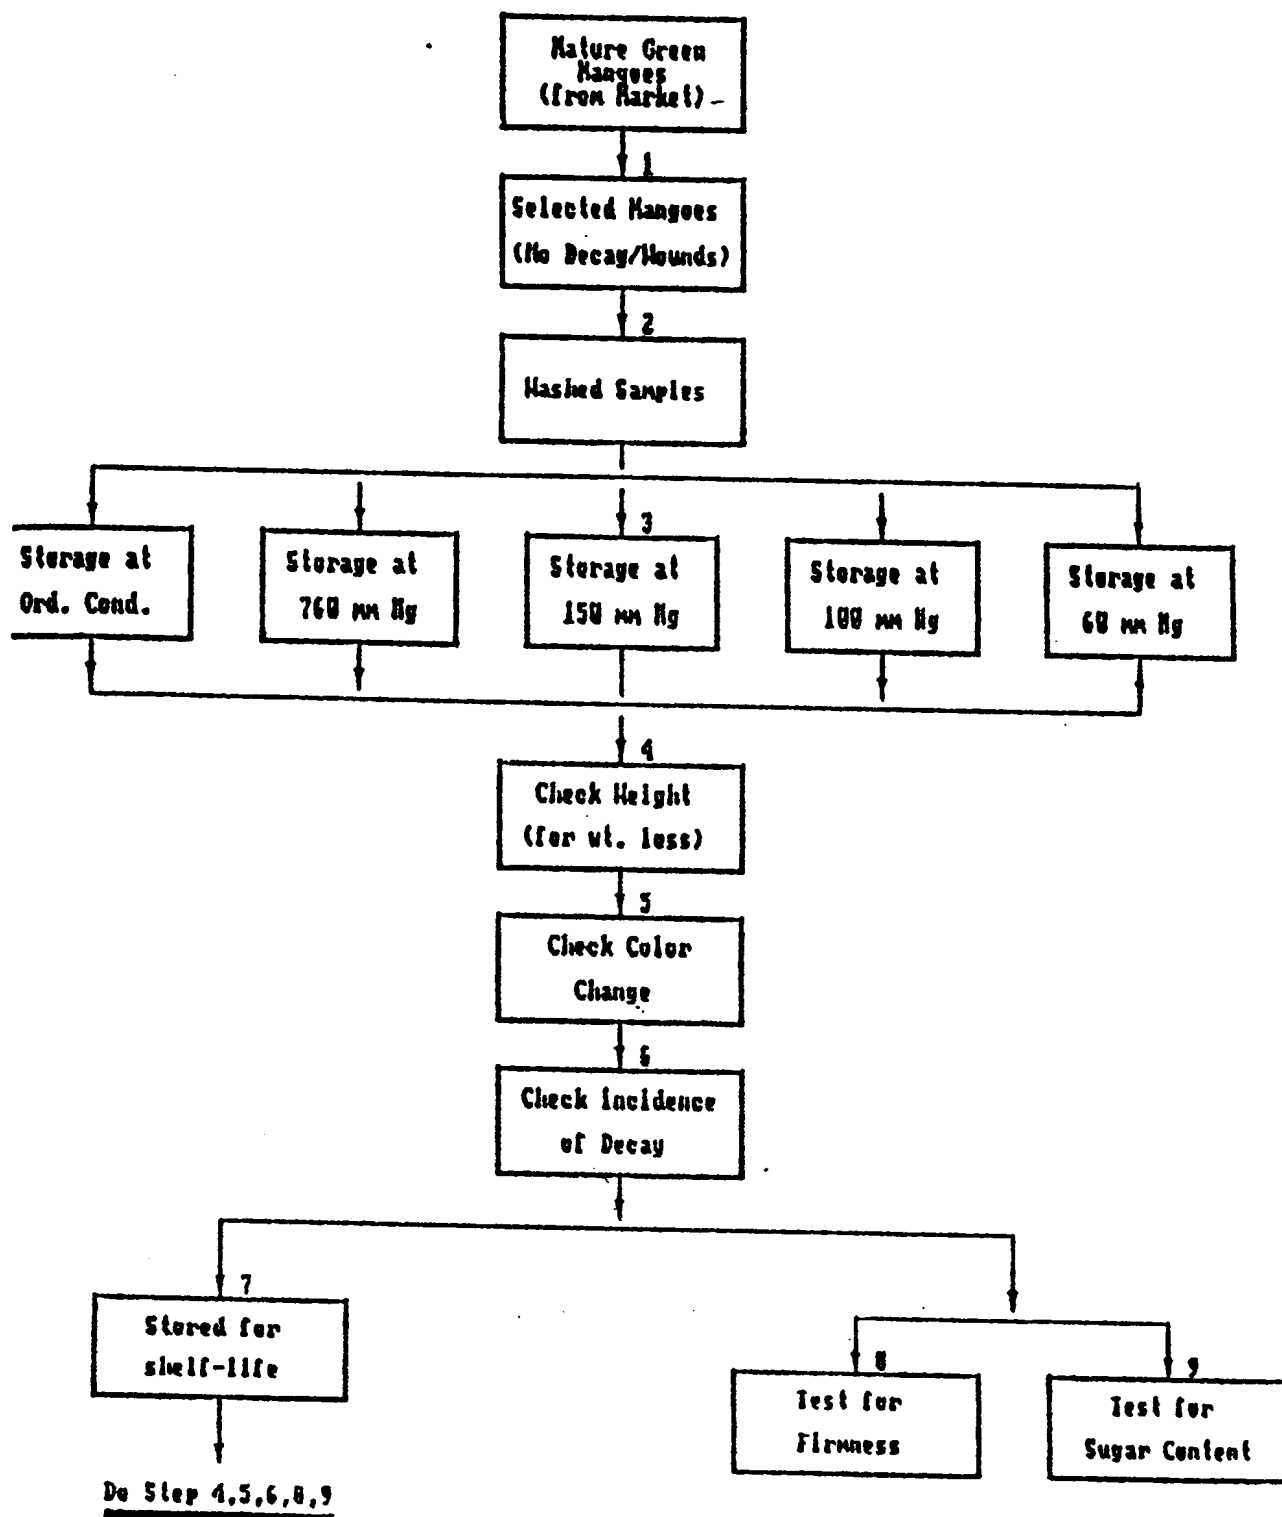 Mature Green
Mangoes
(from Market)
1
Selected Mangoes
(No Decay/Wounds)
2
Washed Samples
3
Storage at
Ord. Cond.
Storage at
760 mm Hg
Storage at
150 mm Hg
Storage at
100 mm Hg
Storage at
60 mm Hg
4
Check Weight
(for wt. loss)
5
Check Color
Change
6
Check incidence
of Decay
7
Stored for
shelf-life
8
Test for
Firmness
9
Test for
Sugar Content
Do Step 4,5,6,8,9